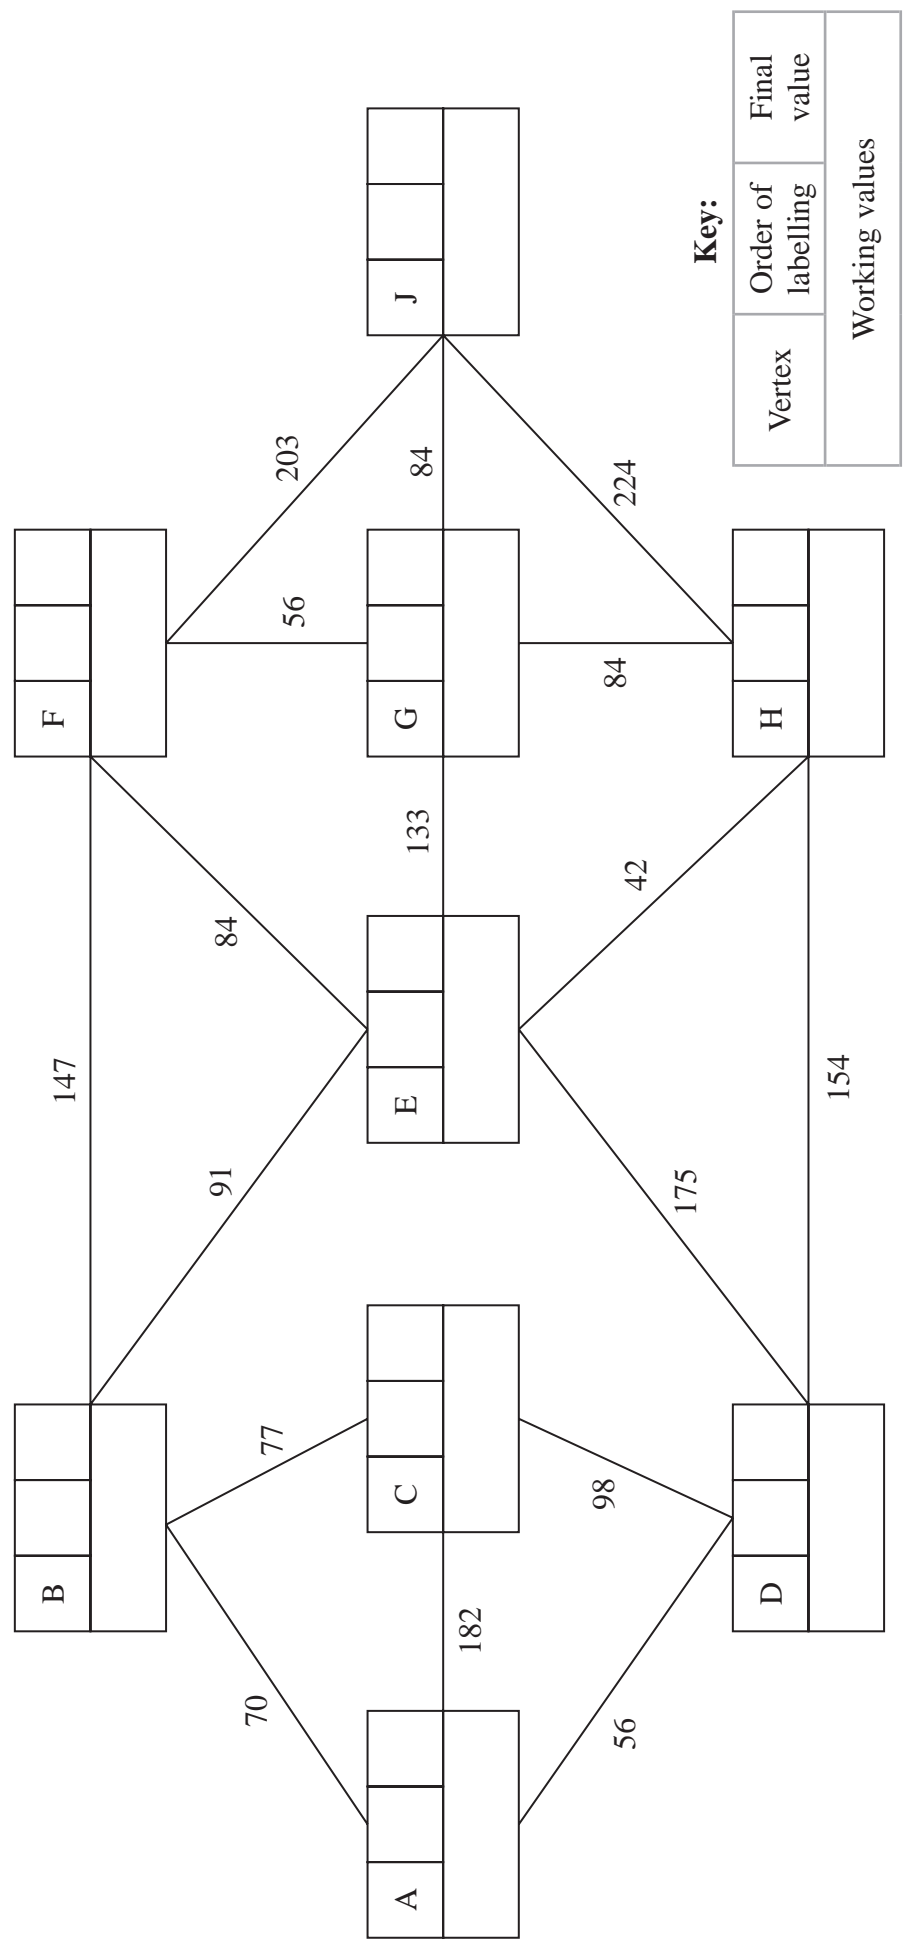 B
147
F
70
77
91
84
56
203
A
182
C
E
133
G
84
J
56
98
175
42
84
224
D
154
H
Key:
Vertex
Order of
labelling
Final
value
Working values